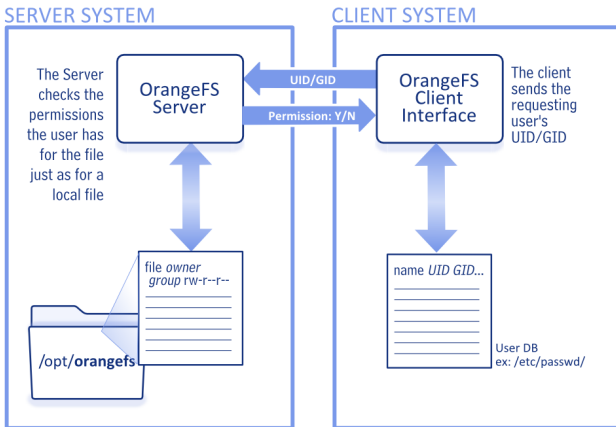 SERVER SYSTEM
The Server
checks the
permissions
the user has
for the file
just as for a
local file
OrangeFS
Server
UID/GID
Permission: Y/N
file owner
group rw-r--r--
/opt/orangefs
CLIENT SYSTEM
OrangeFS
Client
Interface
The client
sends the
requesting
user's
UID/GID
name UID GID...
User DB
ex: /etc/passwd/